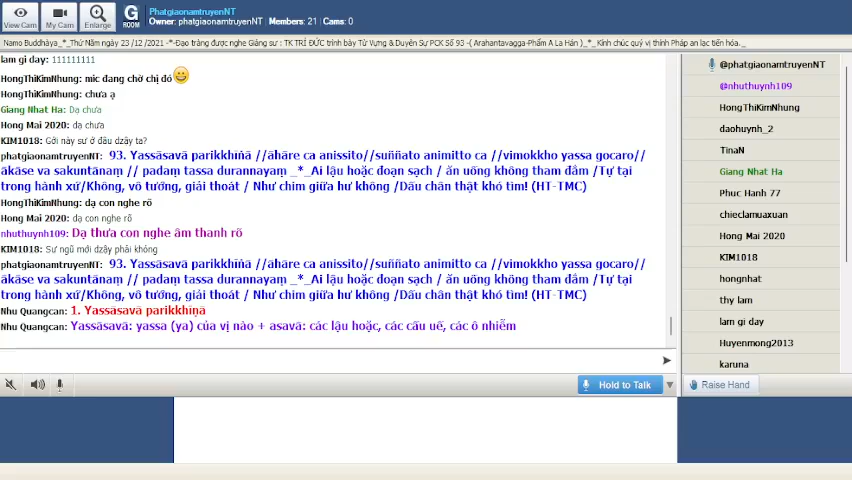 View Cam
My Cam
Enlarge
G
ROOM
PhatgiaonamtruyenNT
Owner: phatgiaonamtruyenNT | Members: 21 | Cams: 0
Namo Buddhàya_*_Thứ Năm ngày 23 /12 /2021 -*-Đạo tràng được nghe Giảng sư : TK TRÍ ĐỨC trình bày Từ Vựng & Duyên Sự PCK Số 93 -( Arahantavagga-Phẩm A La Hán )_*_ Kính chúc quý vị thính Pháp an lạc tiến hóa._
lam gi day: 111111111
HongThiKimNhung: mic đang chờ chị đó
HongThiKimNhung: chưa ạ
Giang Nhat Ha: Dạ chưa
Hong Mai 2020: dạ chưa
KIM1018: Gởi này sư ở đâu dzậy ta?
phatgiaonamtruyenNT: 93. Yassāsavā parikkhīṇā //āhāre ca anissito//suññato animitto ca //vimokkho yassa gocaro//
ākāse va sakuntānaṃ // padaṃ tassa durannayaṃ _*_Ai lậu hoặc đoạn sạch / ăn uống không tham đắm /Tự tại
trong hành xứ/Không, vô tướng, giải thoát / Như chim giữa hư không /Dấu chân thật khó tìm! (HT-TMC)
HongThiKimNhung: dạ con nghe rõ
Hong Mai 2020: dạ con nghe rõ
nhuthuynh109: Dạ thưa con nghe âm thanh rõ
KIM1018: Sư ngũ mới dzậy phải không
phatgiaonamtruyenNT: 93. Yassāsavā parikkhīṇā //āhāre ca anissito//suññato animitto ca //vimokkho yassa gocaro//
ākāse va sakuntānaṃ // padaṃ tassa durannayaṃ _*_Ai lậu hoặc đoạn sạch / ăn uống không tham đắm /Tự tại
trong hành xứ/Không, vô tướng, giải thoát / Như chim giữa hư không /Dấu chân thật khó tìm! (HT-TMC)
Nhu Quangcan: 1. Yassāsavā parikkhīṇā
Nhu Quangcan: Yassāsavā: yassa (ya) của vị nào + asavā: các lậu hoặc, các cấu uế, các ô nhiễm
Hold to Talk
@phatgiaonamtruyenNT
@nhuthuynh109
HongThiKimNhung
daohuynh_2
TinaN
Giang Nhat Ha
Phuc Hanh 77
chieclamuaxuan
Hong Mai 2020
KIM1018
hongnhat
thy lam
lam gi day
Huyenmong2013
karuna
Raise Hand